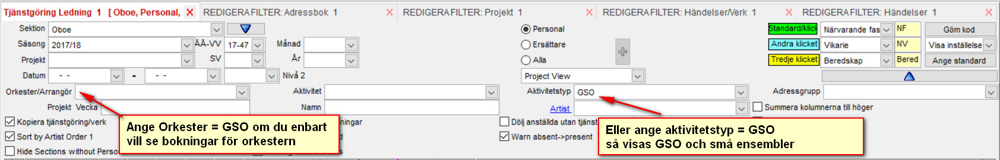 Tjänstgöring Ledning 1 [ Oboe, Personal, X REDIGERA FILTER: Adressbok 1 X REDIGERA FILTER: Projekt 1 X REDIGERA FILTER: Händelser/Verk 1 X REDIGERA FILTER: Händelser 1 X
Sektion Oboe Personal Standard/klick Närvarande fas NF Göm kod
Säsong 2017/18 ÅÅ-VV 17-47 Månad Ersättare Andra klicket Vikarie NV Visa inställelse
Projekt SV År Alla Tredje klicket Beredskap Bered Ange standard
Datum - - - - - Nivå 2 Project View
Orkester/Arrangör Aktivitet Aktivitetstyp GSO Adressgrupp
Projekt Vecka Namn Artist Summera kolumnerna till höger
Kopiera tjänstgöring/verk Dölj anställda utan tjänst
Sort by Artist Order 1 Warn absent->present
Hide Sections without Person
Ange Orkester = GSO om du enbart
vill se bokningar för orkestern
Eller ange aktivitetstyp = GSO
så visas GSO och små ensembler